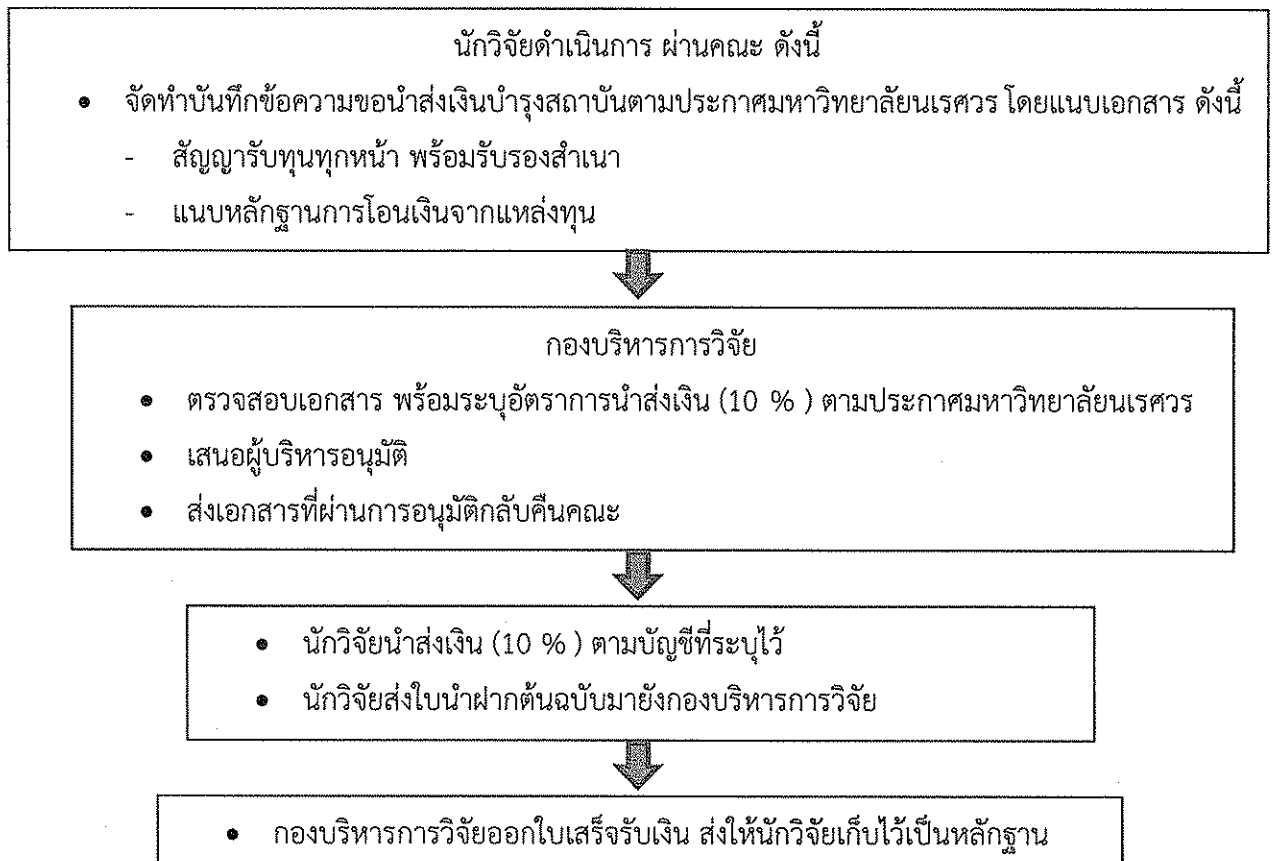 นักวิจัยดำเนินการ ผ่านคณะ ดังนี้
• จัดทำบันทึกข้อความขอนำส่งเงินบำรุงสถาบันตามประกาศมหาวิทยาลัยนเรศวร โดยแนบเอกสาร ดังนี้
- สัญญารับทุนทุกหน้า พร้อมรับรองสำเนา
- แนบหลักฐานการโอนเงินจากแหล่งทุน
กองบริหารการวิจัย
• ตรวจสอบเอกสาร พร้อมระบุอัตราการนำส่งเงิน (10 % ) ตามประกาศมหาวิทยาลัยนเรศวร
• เสนอผู้บริหารอนุมัติ
• ส่งเอกสารที่ผ่านการอนุมัติกลับคืนคณะ
• นักวิจัยนำส่งเงิน (10 % ) ตามบัญชีที่ระบุไว้
• นักวิจัยส่งใบนำฝากต้นฉบับมายังกองบริหารการวิจัย
• กองบริหารการวิจัยออกใบเสร็จรับเงิน ส่งให้นักวิจัยเก็บไว้เป็นหลักฐาน